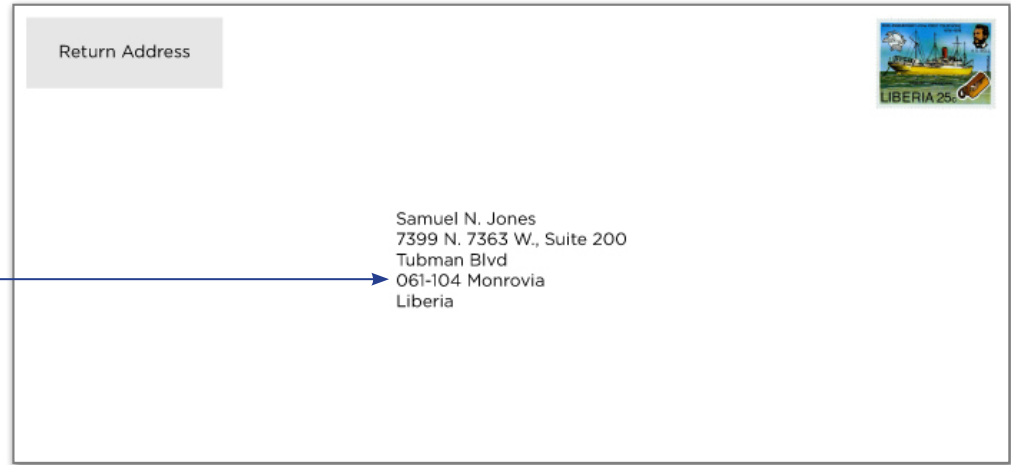 Return Address
LIBERIA 25c
Samuel N. Jones
7399 N. 7363 W., Suite 200
Tubman Blvd
061-104 Monrovia
Liberia